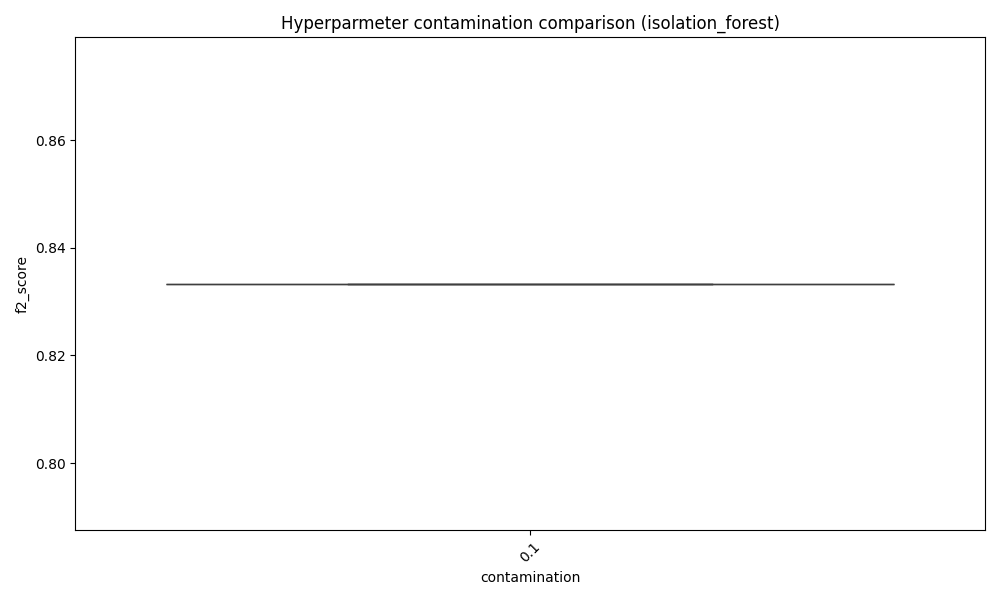 Hyperparmeter contamination comparison (isolation_forest)
0.86
0.84
0.82
0.80
f2_score
0.1
contamination